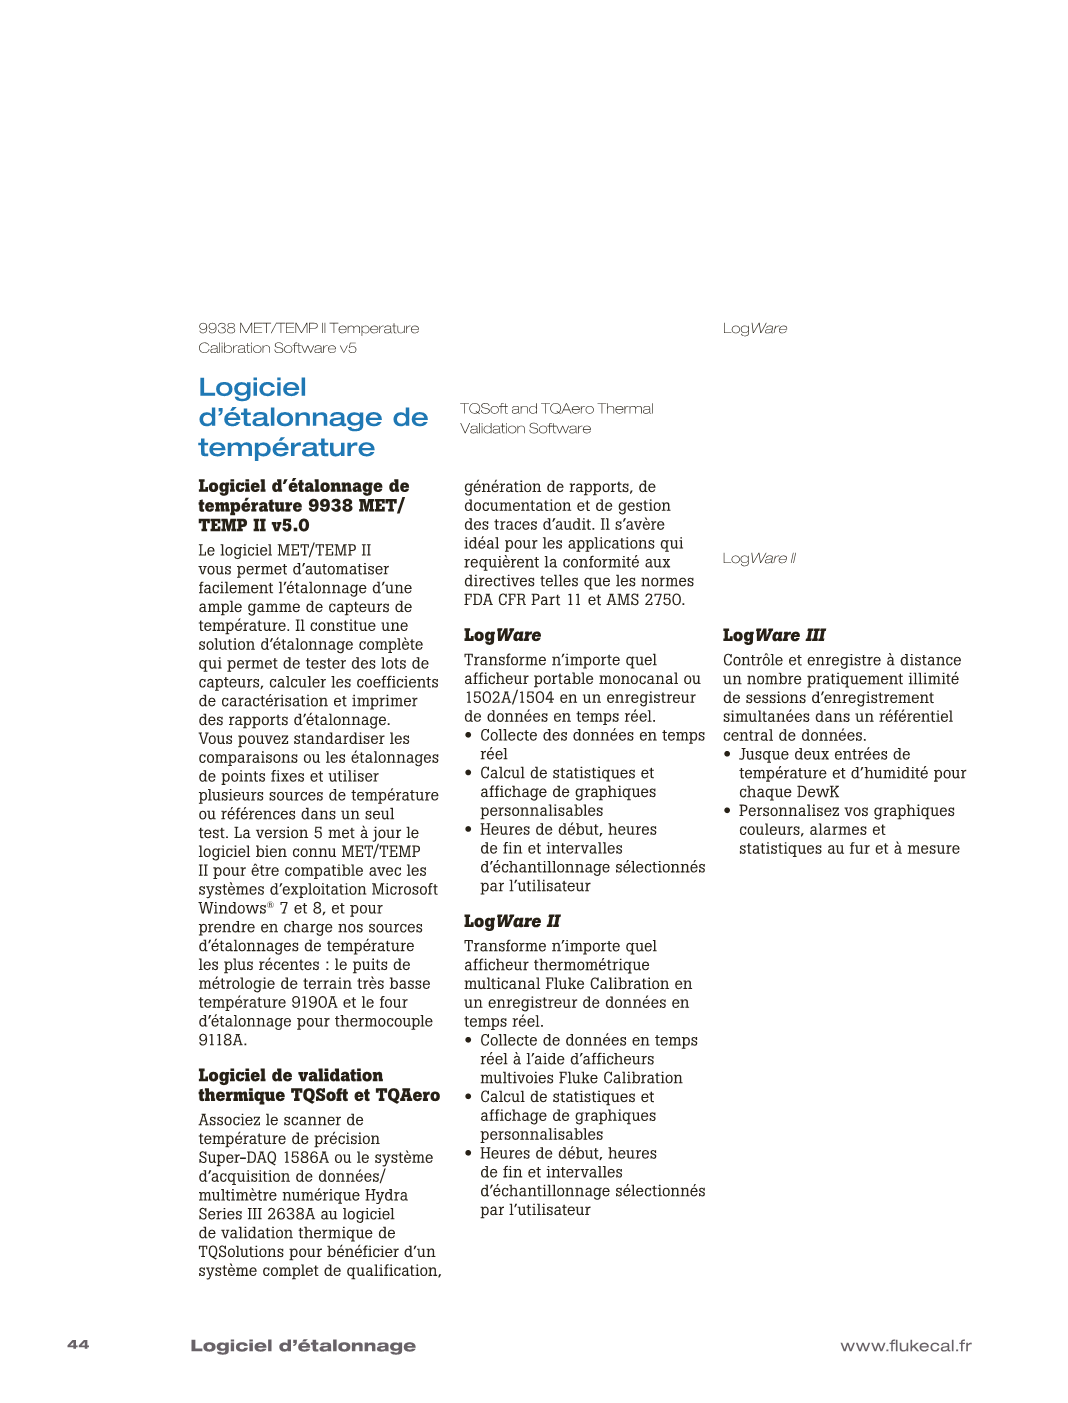 9938 MET/TEMP II Temperature
Calibration Software v5
LogWare
Logiciel
d’étalonnage de
température
TQSoft and TQAero Thermal
Validation Software
LogWare II
Logiciel d’étalonnage de
température 9938 MET/
TEMP II v5.0
Le logiciel MET/TEMP II
vous permet d’automatiser
facilement l’étalonnage d’une
ample gamme de capteurs de
température. Il constitue une
solution d’étalonnage complète
qui permet de tester des lots de
capteurs, calculer les coefficients
de caractérisation et imprimer
des rapports d’étalonnage.
Vous pouvez standardiser les
comparaisons ou les étalonnages
de points fixes et utiliser
plusieurs sources de température
ou références dans un seul
test. La version 5 met à jour le
logiciel bien connu MET/TEMP
II pour être compatible avec les
systèmes d’exploitation Microsoft
Windows® 7 et 8, et pour
prendre en charge nos sources
d’étalonnages de température
les plus récentes : le puits de
métrologie de terrain très basse
température 9190A et le four
d’étalonnage pour thermocouple
9118A.
Logiciel de validation
thermique TQSoft et TQAero
Associez le scanner de
température de précision
Super-DAQ 1586A ou le système
d’acquisition de données/
multimètre numérique Hydra
Series III 2638A au logiciel
de validation thermique de
TQSolutions pour bénéficier d’un
système complet de qualification,
génération de rapports, de
documentation et de gestion
des traces d’audit. Il s’avère
idéal pour les applications qui
requièrent la conformité aux
directives telles que les normes
FDA CFR Part 11 et AMS 2750.
LogWare
Transforme n’importe quel
afficheur portable monocanal ou
1502A/1504 en un enregistreur
de données en temps réel.
• Collecte des données en temps
réel
• Calcul de statistiques et
affichage de graphiques
personnalisables
• Heures de début, heures
de fin et intervalles
d’échantillonnage sélectionnés
par l’utilisateur
LogWare II
Transforme n’importe quel
afficheur thermométrique
multicanal Fluke Calibration en
un enregistreur de données en
temps réel.
• Collecte de données en temps
réel à l’aide d’afficheurs
multivoies Fluke Calibration
• Calcul de statistiques et
affichage de graphiques
personnalisables
• Heures de début, heures
de fin et intervalles
d’échantillonnage sélectionnés
par l’utilisateur
LogWare III
Contrôle et enregistre à distance
un nombre pratiquement illimité
de sessions d’enregistrement
simultanées dans un référentiel
central de données.
• Jusque deux entrées de
température et d’humidité pour
chaque DewK
• Personnalisez vos graphiques
couleurs, alarmes et
statistiques au fur et à mesure
44
Logiciel d’étalonnage
www.flukecal.fr